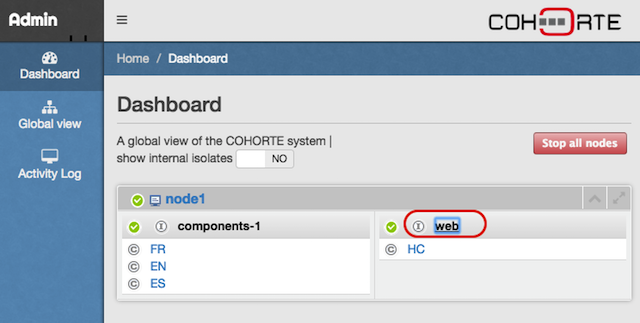 Admin
COHORTE
Dashboard
Home / Dashboard
Global view
Activity Log
Dashboard
A global view of the COHORTE system |
show internal isolates NO
Stop all nodes
node1
I components-1
I web
C FR
C EN
C ES
C HC